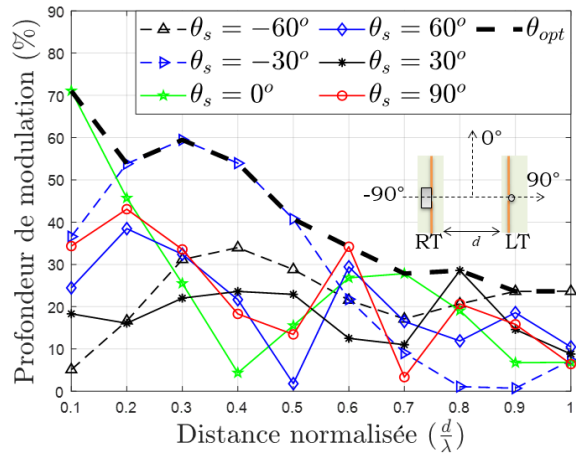 Profondeur de modulation (%)
90
80
70
60
50
40
30
20
10
0
θs = −60°
θs = 60°
θopt
θs = −30°
θs = 30°
θs = 0°
θs = 90°
0°
-90°
90°
RT
d
LT
0.1 0.2 0.3 0.4 0.5 0.6 0.7 0.8 0.9 1
Distance normalisée (d/λ)